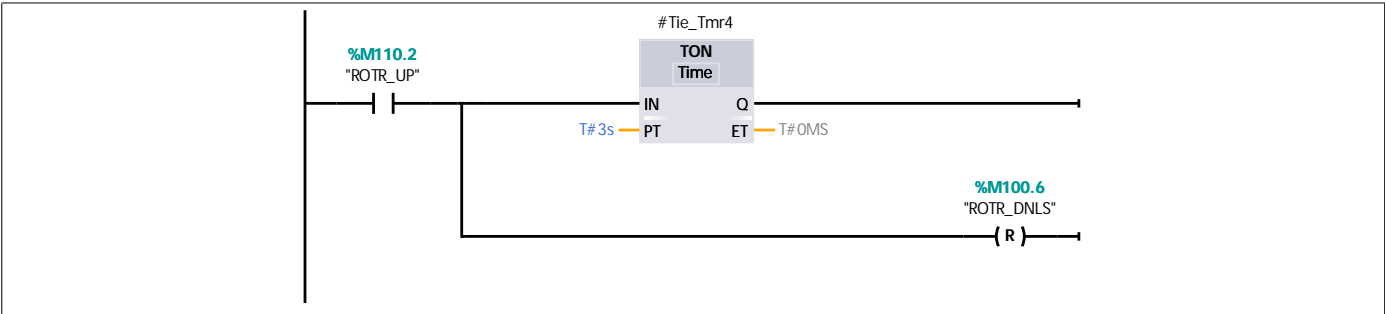 #Tie_Tmr4
%M110.2
"ROTR_UP"
TON
Time
IN
Q
T#3s
PT
ET
T#0MS
%M100.6
"ROTR_DNLS"
R